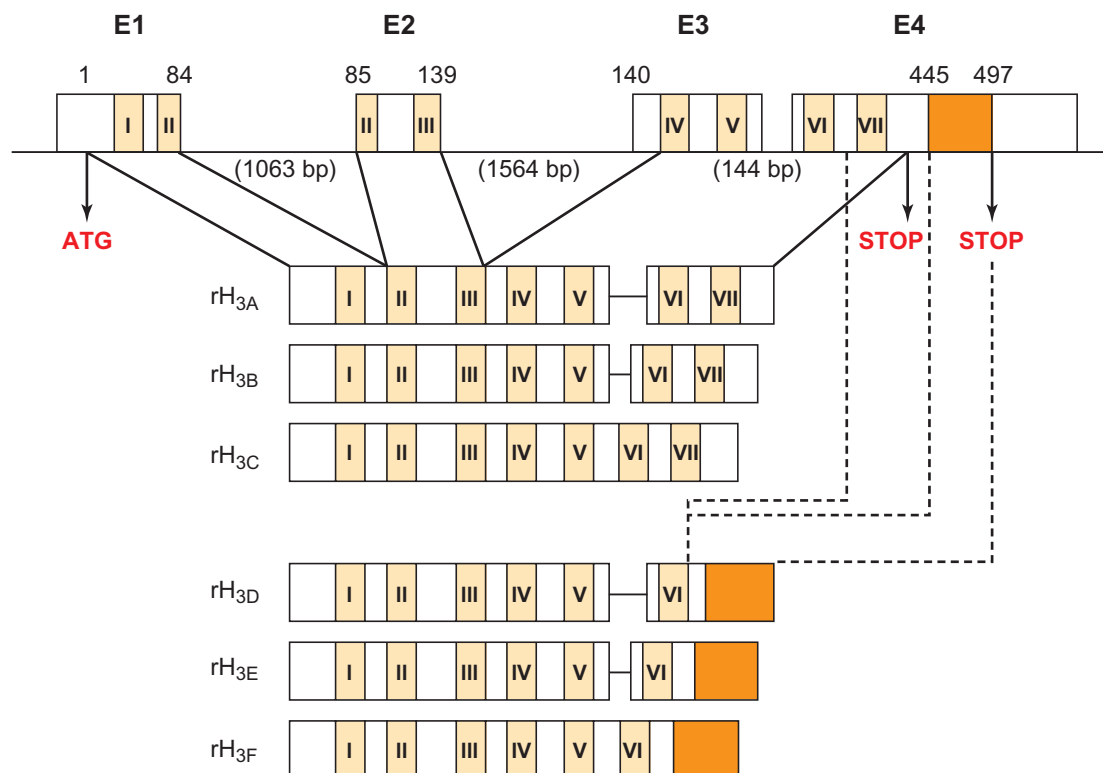 E1 E2 E3 E4
1 84 85 139 140 445 497
I II II III IV V VI VII
(1063 bp) (1564 bp) (144 bp)
ATG STOP STOP
rH3A I II III IV V VI VII
rH3B I II III IV V VI VII
rH3C I II III IV V VI VII
rH3D I II III IV V VI
rH3E I II III IV V VI
rH3F I II III IV V VI